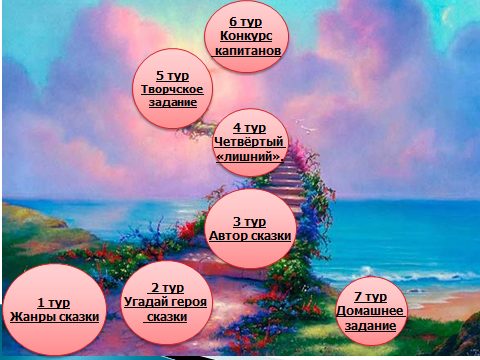 6 тур
Конкурс
капитанов
5 тур
Творчское
задание
4 тур
Четвёртый
«лишний».
3 тур
Автор сказки
2 тур
Угадай героя
сказки
1 тур
Жанры сказки
7 тур
Домашнее
задание